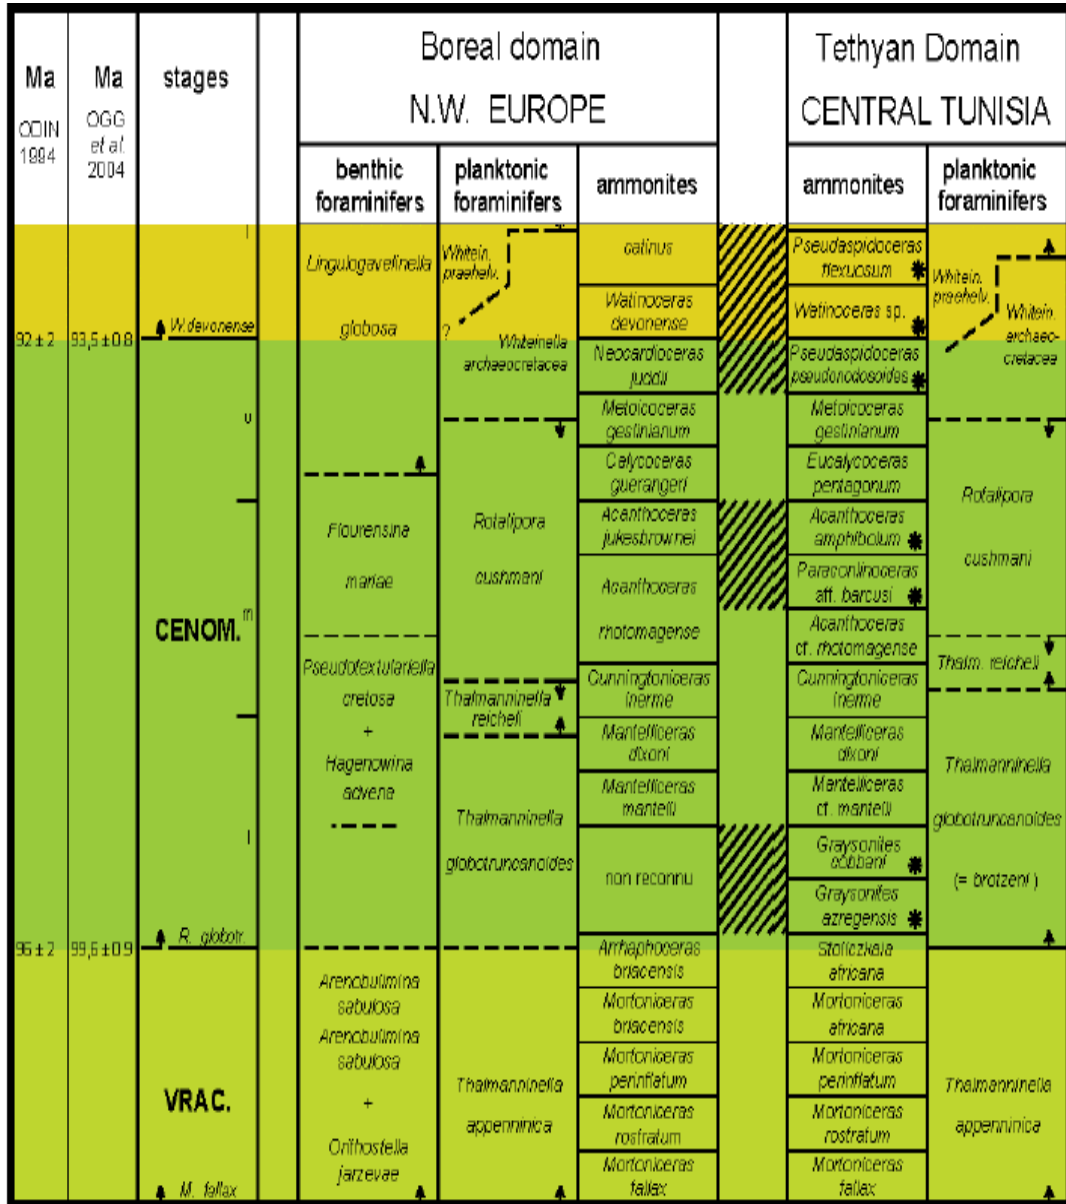 Ma
ODIN
1994
Ma
OGG
et al.
2004
stages
Boreal domain
N.W. EUROPE
Tethyan Domain
CENTRAL TUNISIA
benthic
foraminifers
planktonic
foraminifers
ammonites
ammonites
planktonic
foraminifers
92 ± 2
93,5 ± 0.8
W.devonense
u
CENOM.
m
l
R. globotr.
96 ± 2
99,6 ± 0.9
VRAC.
M. fallax
Lingulogavelinella
globosa
Flourensina
mariae
Pseudotextulariella
cretosa
+
Hagenowina
advena
Arenobulimina
sabulosa
Arenobulimina
sabulosa
+
Orithostella
jarzevae
Whitein.
praehelv.
?
Whiteinella
archaeocretacea
Rotalipora
cushmani
Thalmanninella
reicheli
Thalmanninella
globotruncanoides
Thalmanninella
appenninica
catinus
Watinoceras
devonense
Neocardioceras
juddii
Metoicoceras
geslinianum
Calycoceras
guerangeri
Acanthoceras
jukesbrownei
Acanthoceras
rhotomagense
Cunningtoniceras
inerme
Mantelliceras
dixoni
Mantelliceras
mantelli
non reconnu
Arrhaphoceras
briacensis
Mortoniceras
briacensis
Mortoniceras
perinflatum
Mortoniceras
rostratum
Mortoniceras
fallax
Pseudaspidoceras
flexuosum *
Watinoceras sp. *
Pseudaspidoceras
pseudonodosoides *
Metoicoceras
geslinianum
Eucalycoceras
pentagonum
Acanthoceras
amphibolum *
Paraconlinoceras
aff. barcusi *
Acanthoceras
cf. rhotomagense
Cunningtoniceras
inerme
Mantelliceras
dixoni
Mantelliceras
cf. mantelli
Graysonites
cobbani *
Graysonites
azregensis *
Stoliczkaia
africana
Mortoniceras
africana
Mortoniceras
perinflatum
Mortoniceras
rostratum
Mortoniceras
fallax
Whitein.
praehelv.
Whitein.
archaeo-
cretacea
Rotalipora
cushmani
Thalm. reicheli
Thalmanninella
globotruncanoides
(= brotzeni )
Thalmanninella
appenninica